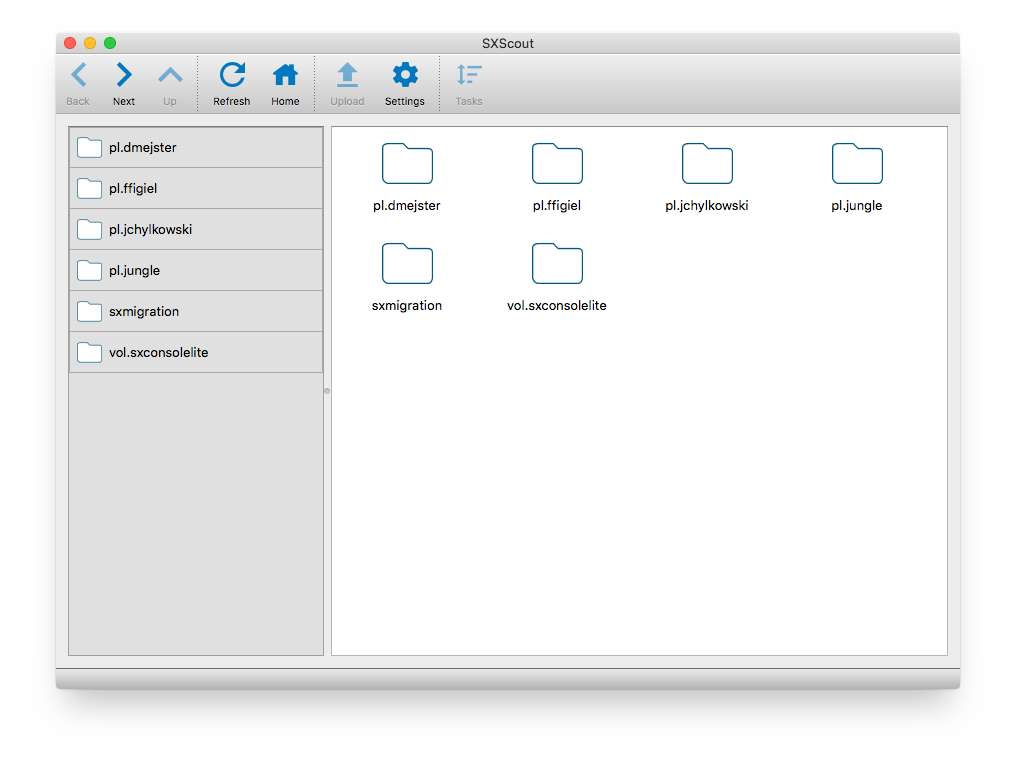 SXScout
Back Next Up Refresh Home Upload Settings Tasks
pl.dmejster
pl.ffigiel
pl.jchylkowski
pl.jungle
sxmigration
vol.sxconsolelite
pl.dmejster pl.ffigiel pl.jchylkowski pl.jungle
sxmigration vol.sxconsolelite